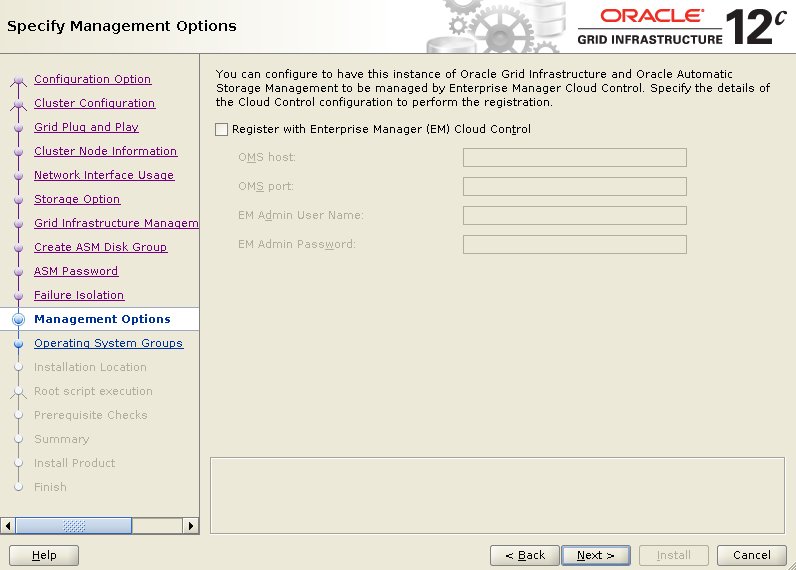 Specify Management Options
ORACLE
GRID INFRASTRUCTURE
12c
Configuration Option
Cluster Configuration
Grid Plug and Play
Cluster Node Information
Network Interface Usage
Storage Option
Grid Infrastructure Managem
Create ASM Disk Group
ASM Password
Failure Isolation
Management Options
Operating System Groups
Installation Location
Root script execution
Prerequisite Checks
Summary
Install Product
Finish
You can configure to have this instance of Oracle Grid Infrastructure and Oracle Automatic
Storage Management to be managed by Enterprise Manager Cloud Control. Specify the details of
the Cloud Control configuration to perform the registration.
Register with Enterprise Manager (EM) Cloud Control
OMS host:
OMS port:
EM Admin User Name:
EM Admin Password:
Help
< Back
Next >
Install
Cancel